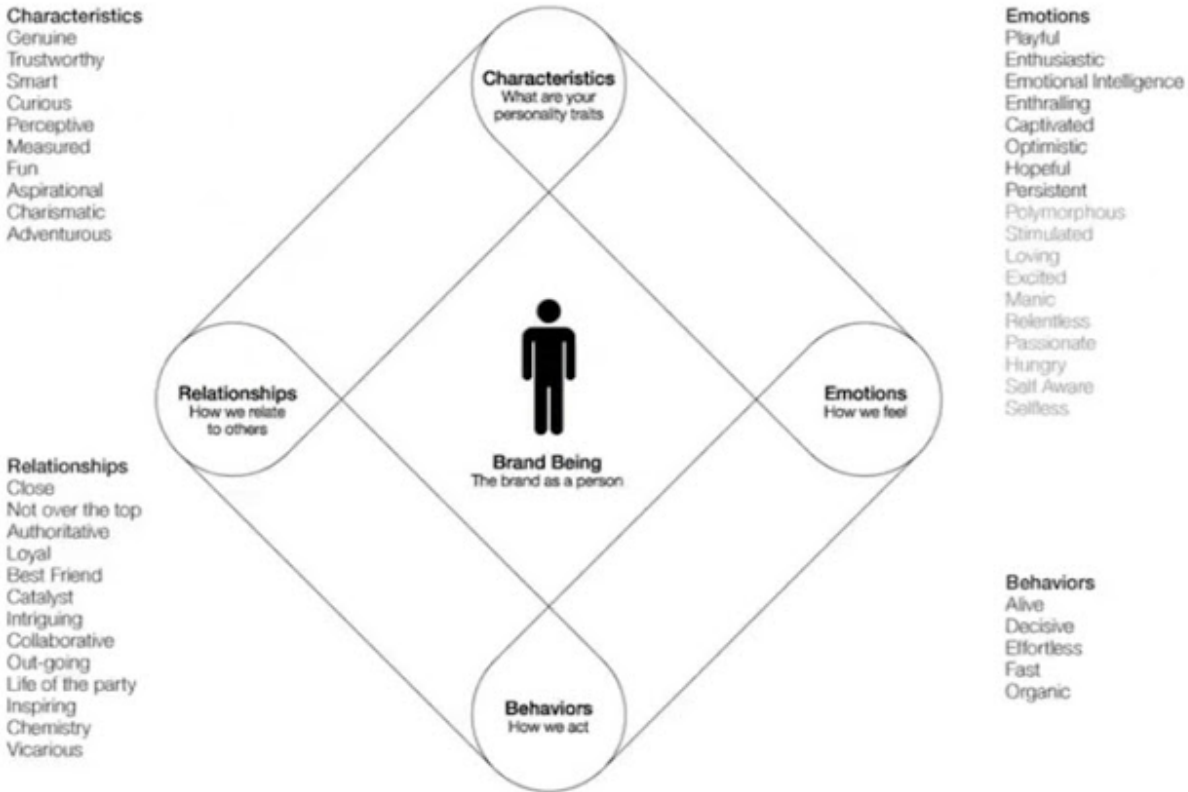 Characteristics
Genuine
Trustworthy
Smart
Curious
Perceptive
Measured
Fun
Aspirational
Charismatic
Adventurous
Characteristics
What are your
personality traits
Emotions
Playful
Enthusiastic
Emotional Intelligence
Enthralling
Captivated
Optimistic
Hopeful
Persistent
Polymorphous
Stimulated
Loving
Excited
Manic
Relentless
Passionate
Hungry
Self Aware
Selfless
Relationships
How we relate
to others
Brand Being
The brand as a person
Emotions
How we feel
Relationships
Close
Not over the top
Authoritative
Loyal
Best Friend
Catalyst
Intriguing
Collaborative
Out-going
Life of the party
Inspiring
Chemistry
Vicarious
Behaviors
How we act
Behaviors
Alive
Decisive
Effortless
Fast
Organic